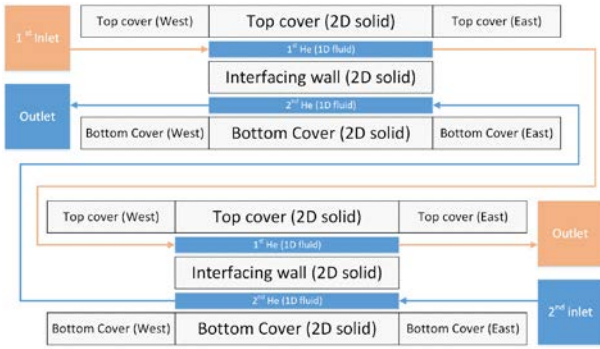 Top cover (West) Top cover (2D solid) Top cover (East)
1st Inlet
1st He (1D fluid)
Interfacing wall (2D solid)
Outlet
2nd He (1D fluid)
Bottom Cover (West) Bottom Cover (2D solid) Bottom Cover (East)
Top cover (West) Top cover (2D solid) Top cover (East)
1st He (1D fluid)
Outlet
Interfacing wall (2D solid)
2nd He (1D fluid)
2nd inlet
Bottom Cover (West) Bottom Cover (2D solid) Bottom Cover (East)